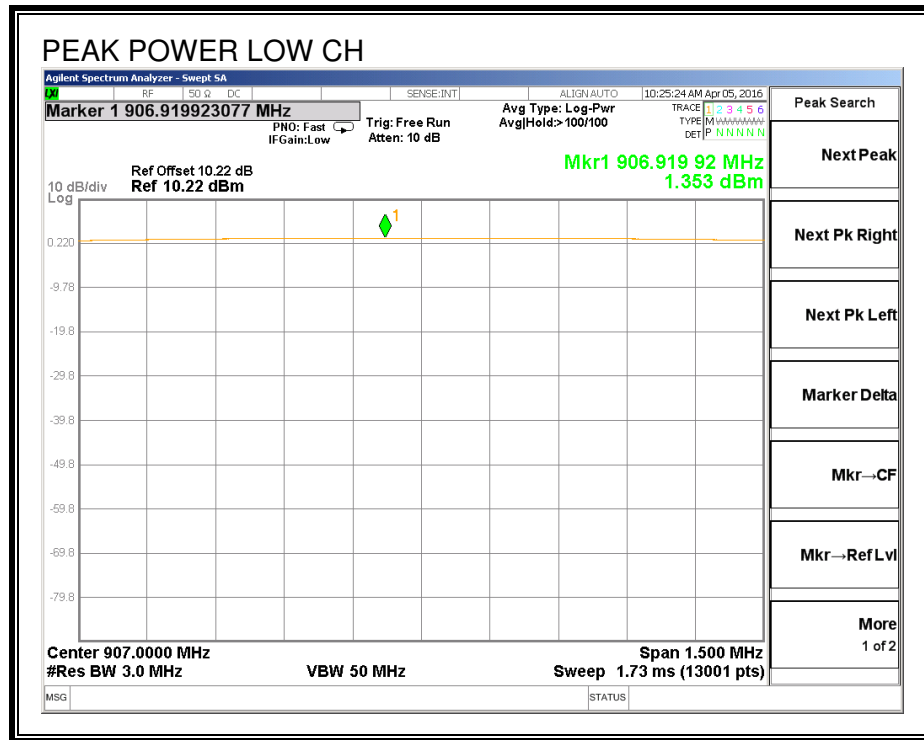 PEAK POWER LOW CH
Agilent Spectrum Analyzer - Swept SA
LXI RF 50 Ω DC SENSE:INT ALIGN AUTO 10:25:24 AM Apr 05, 2016
Marker 1 906.919923077 MHz
PNO: Fast
IFGain:Low
Trig: Free Run
Atten: 10 dB
Avg Type: Log-Pwr
Avg|Hold:>100/100
TRACE 1 2 3 4 5 6
TYPE M WWWWW
DET P N N N N N
Mkr1 906.919 92 MHz
1.353 dBm
Ref Offset 10.22 dB
10 dB/div Ref 10.22 dBm
Log
1
0.220
-9.78
-19.8
-29.8
-39.8
-49.8
-59.8
-69.8
-79.8
Center 907.0000 MHz Span 1.500 MHz
#Res BW 3.0 MHz VBW 50 MHz Sweep 1.73 ms (13001 pts)
MSG STATUS
Peak Search
Next Peak
Next Pk Right
Next Pk Left
Marker Delta
Mkr→CF
Mkr→Ref Lvl
More
1 of 2